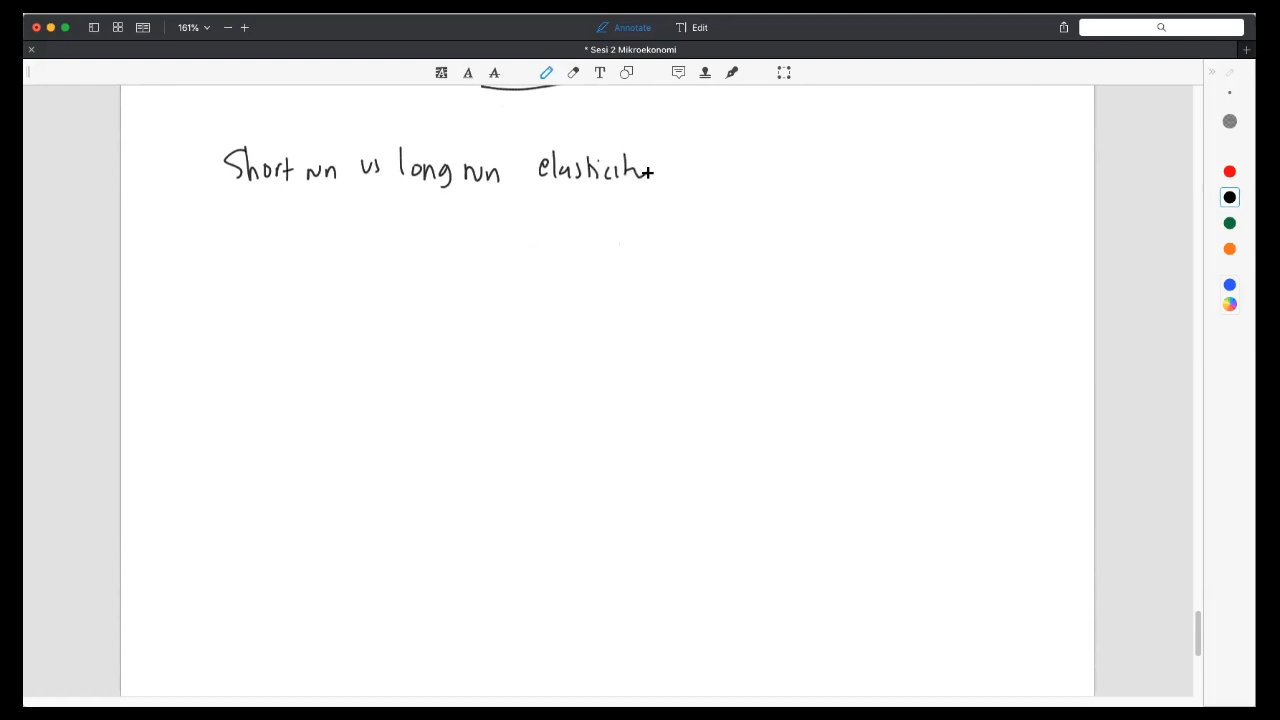 161%
Annotate
Edit
* Sesi 2 Mikroekonomi
Short run vs long run elasticity